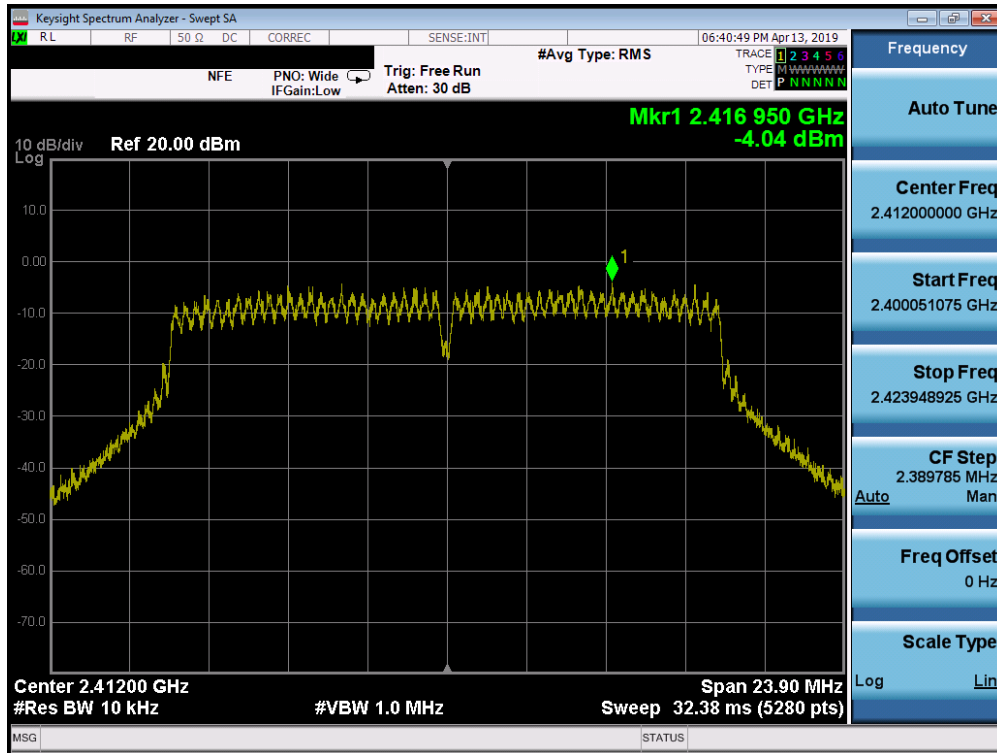 Keysight Spectrum Analyzer - Swept SA
LXI RL RF 50 Ω DC CORREC SENSE:INT 06:40:49 PM Apr 13, 2019
#Avg Type: RMS TRACE 1 2 3 4 5 6
NFE PNO: Wide Trig: Free Run TYPE M WWWWW
IFGain:Low Atten: 30 dB DET P N N N N N
Mkr1 2.416 950 GHz
10 dB/div Ref 20.00 dBm -4.04 dBm
Log
10.0
0.00
1
-10.0
-20.0
-30.0
-40.0
-50.0
-60.0
-70.0
Center 2.41200 GHz Span 23.90 MHz
#Res BW 10 kHz #VBW 1.0 MHz Sweep 32.38 ms (5280 pts)
MSG STATUS
Frequency
Auto Tune
Center Freq
2.412000000 GHz
Start Freq
2.400051075 GHz
Stop Freq
2.423948925 GHz
CF Step
2.389785 MHz
Auto Man
Freq Offset
0 Hz
Scale Type
Log Lin